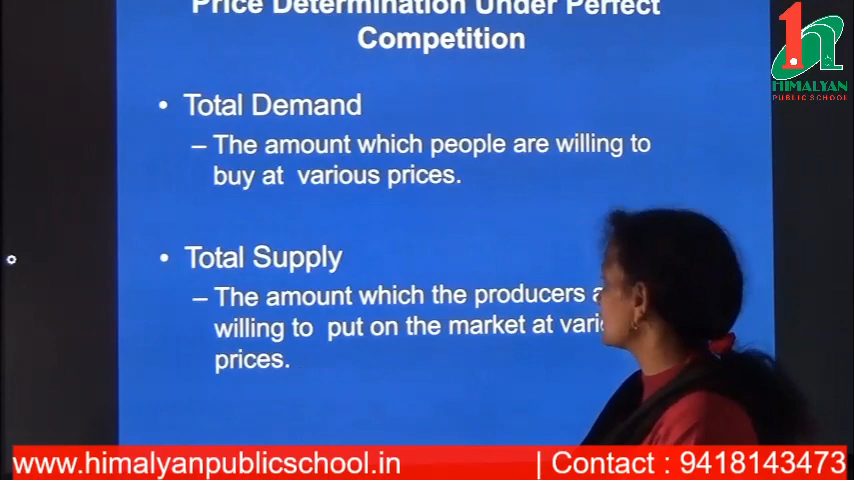 Price Determination Under Perfect
Competition
HIMALYAN
PUBLIC SCHOOL
• Total Demand
– The amount which people are willing to
buy at various prices.
• Total Supply
– The amount which the producers
willing to put on the market at
prices.
www.himalyanpublicschool.in | Contact : 9418143473